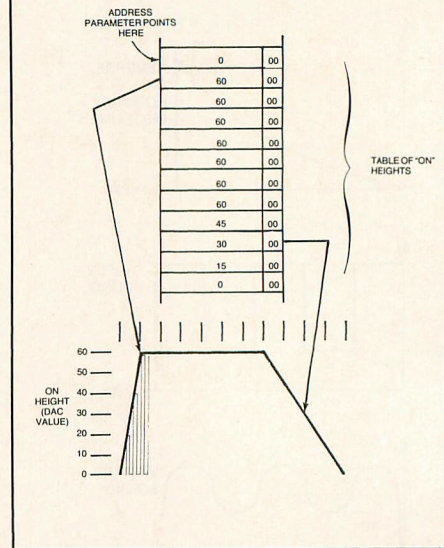 ADDRESS
PARAMETER POINTS
HERE
0 00
60 00
60 00
60 00
60 00
60 00
60 00
60 00
45 00
30 00
15 00
0 00
TABLE OF "ON"
HEIGHTS
60
50
40
30
20
10
0
ON
HEIGHT
(DAC
VALUE)